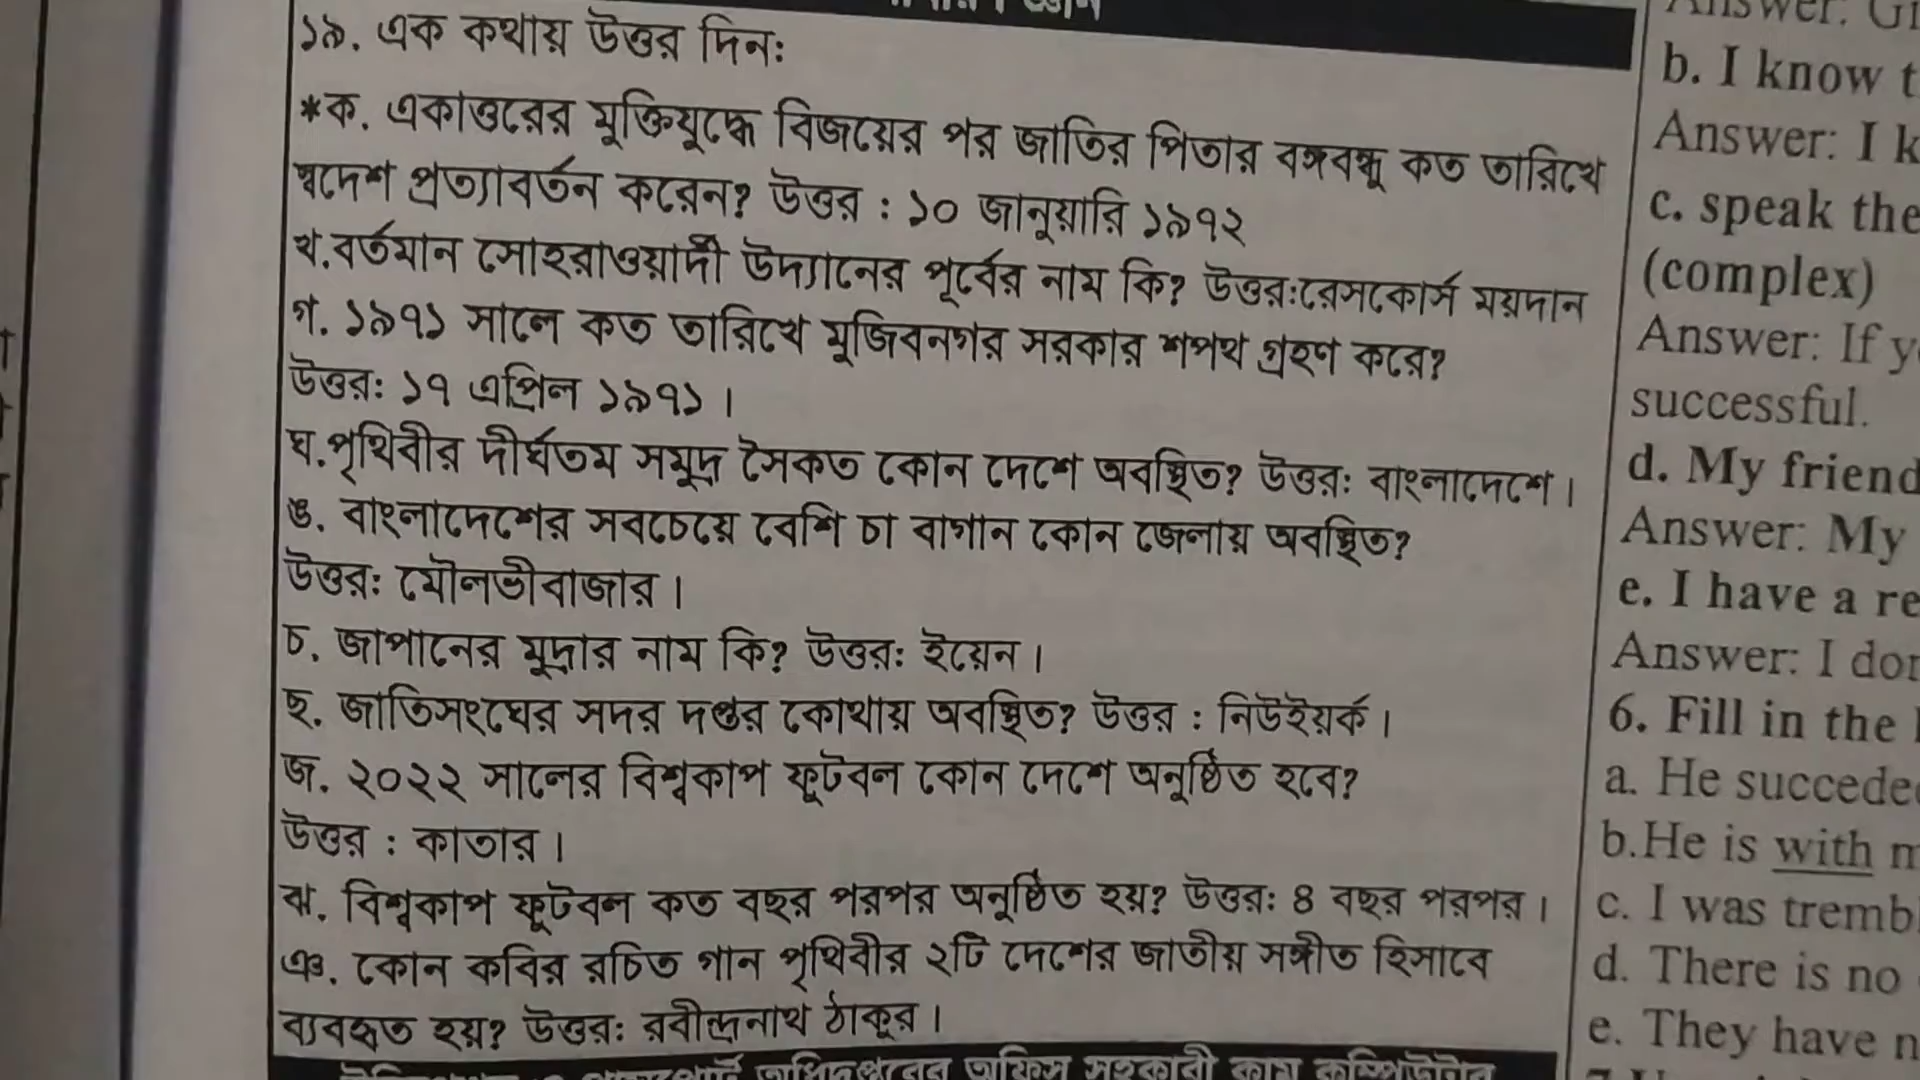 ১৯. এক কথায় উত্তর দিন:
*ক. একাত্তরের মুক্তিযুদ্ধে বিজয়ের পর জাতির পিতার বঙ্গবন্ধু কত তারিখে
স্বদেশ প্রত্যাবর্তন করেন? উত্তর : ১০ জানুয়ারি ১৯৭২
খ.বর্তমান সোহরাওয়ার্দী উদ্যানের পূর্বের নাম কি? উত্তর:রেসকোর্স ময়দান
গ. ১৯৭১ সালে কত তারিখে মুজিবনগর সরকার শপথ গ্রহণ করে?
উত্তর: ১৭ এপ্রিল ১৯৭১।
ঘ.পৃথিবীর দীর্ঘতম সমুদ্র সৈকত কোন দেশে অবস্থিত? উত্তর: বাংলাদেশে।
ঙ. বাংলাদেশের সবচেয়ে বেশি চা বাগান কোন জেলায় অবস্থিত?
উত্তর: মৌলভীবাজার।
চ. জাপানের মুদ্রার নাম কি? উত্তর: ইয়েন।
ছ. জাতিসংঘের সদর দপ্তর কোথায় অবস্থিত? উত্তর : নিউইয়র্ক।
জ. ২০২২ সালের বিশ্বকাপ ফুটবল কোন দেশে অনুষ্ঠিত হবে?
উত্তর : কাতার।
ঝ. বিশ্বকাপ ফুটবল কত বছর পরপর অনুষ্ঠিত হয়? উত্তর: ৪ বছর পরপর।
ঞ. কোন কবির রচিত গান পৃথিবীর ২টি দেশের জাতীয় সঙ্গীত হিসাবে
ব্যবহৃত হয়? উত্তর: রবীন্দ্রনাথ ঠাকুর।
Answer:
b. I know
Answer: I
c. speak the
(complex)
Answer: If
successful.
d. My friend
Answer: My
e. I have a
Answer: I
6. Fill in the
a. He
b.He is with
c. I was
d. There is no
e. They have